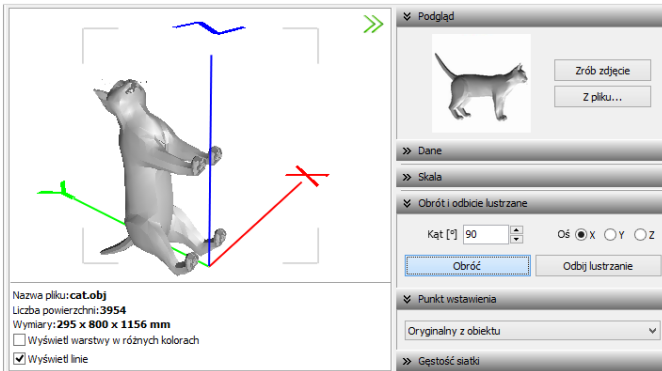 Z
X
Y
Nazwa pliku:cat.obj
Liczba powierzchni:3954
Wymiary:295 x 800 x 1156 mm
Wyświetl warstwy w różnych kolorach
Wyświetl linie
Podgląd
Zrób zdjęcie
Z pliku...
Dane
Skala
Obrót i odbicie lustrzane
Kąt [°] 90 Oś X Y Z
Obróć Odbij lustrzanie
Punkt wstawienia
Oryginalny z obiektu
Gęstość siatki